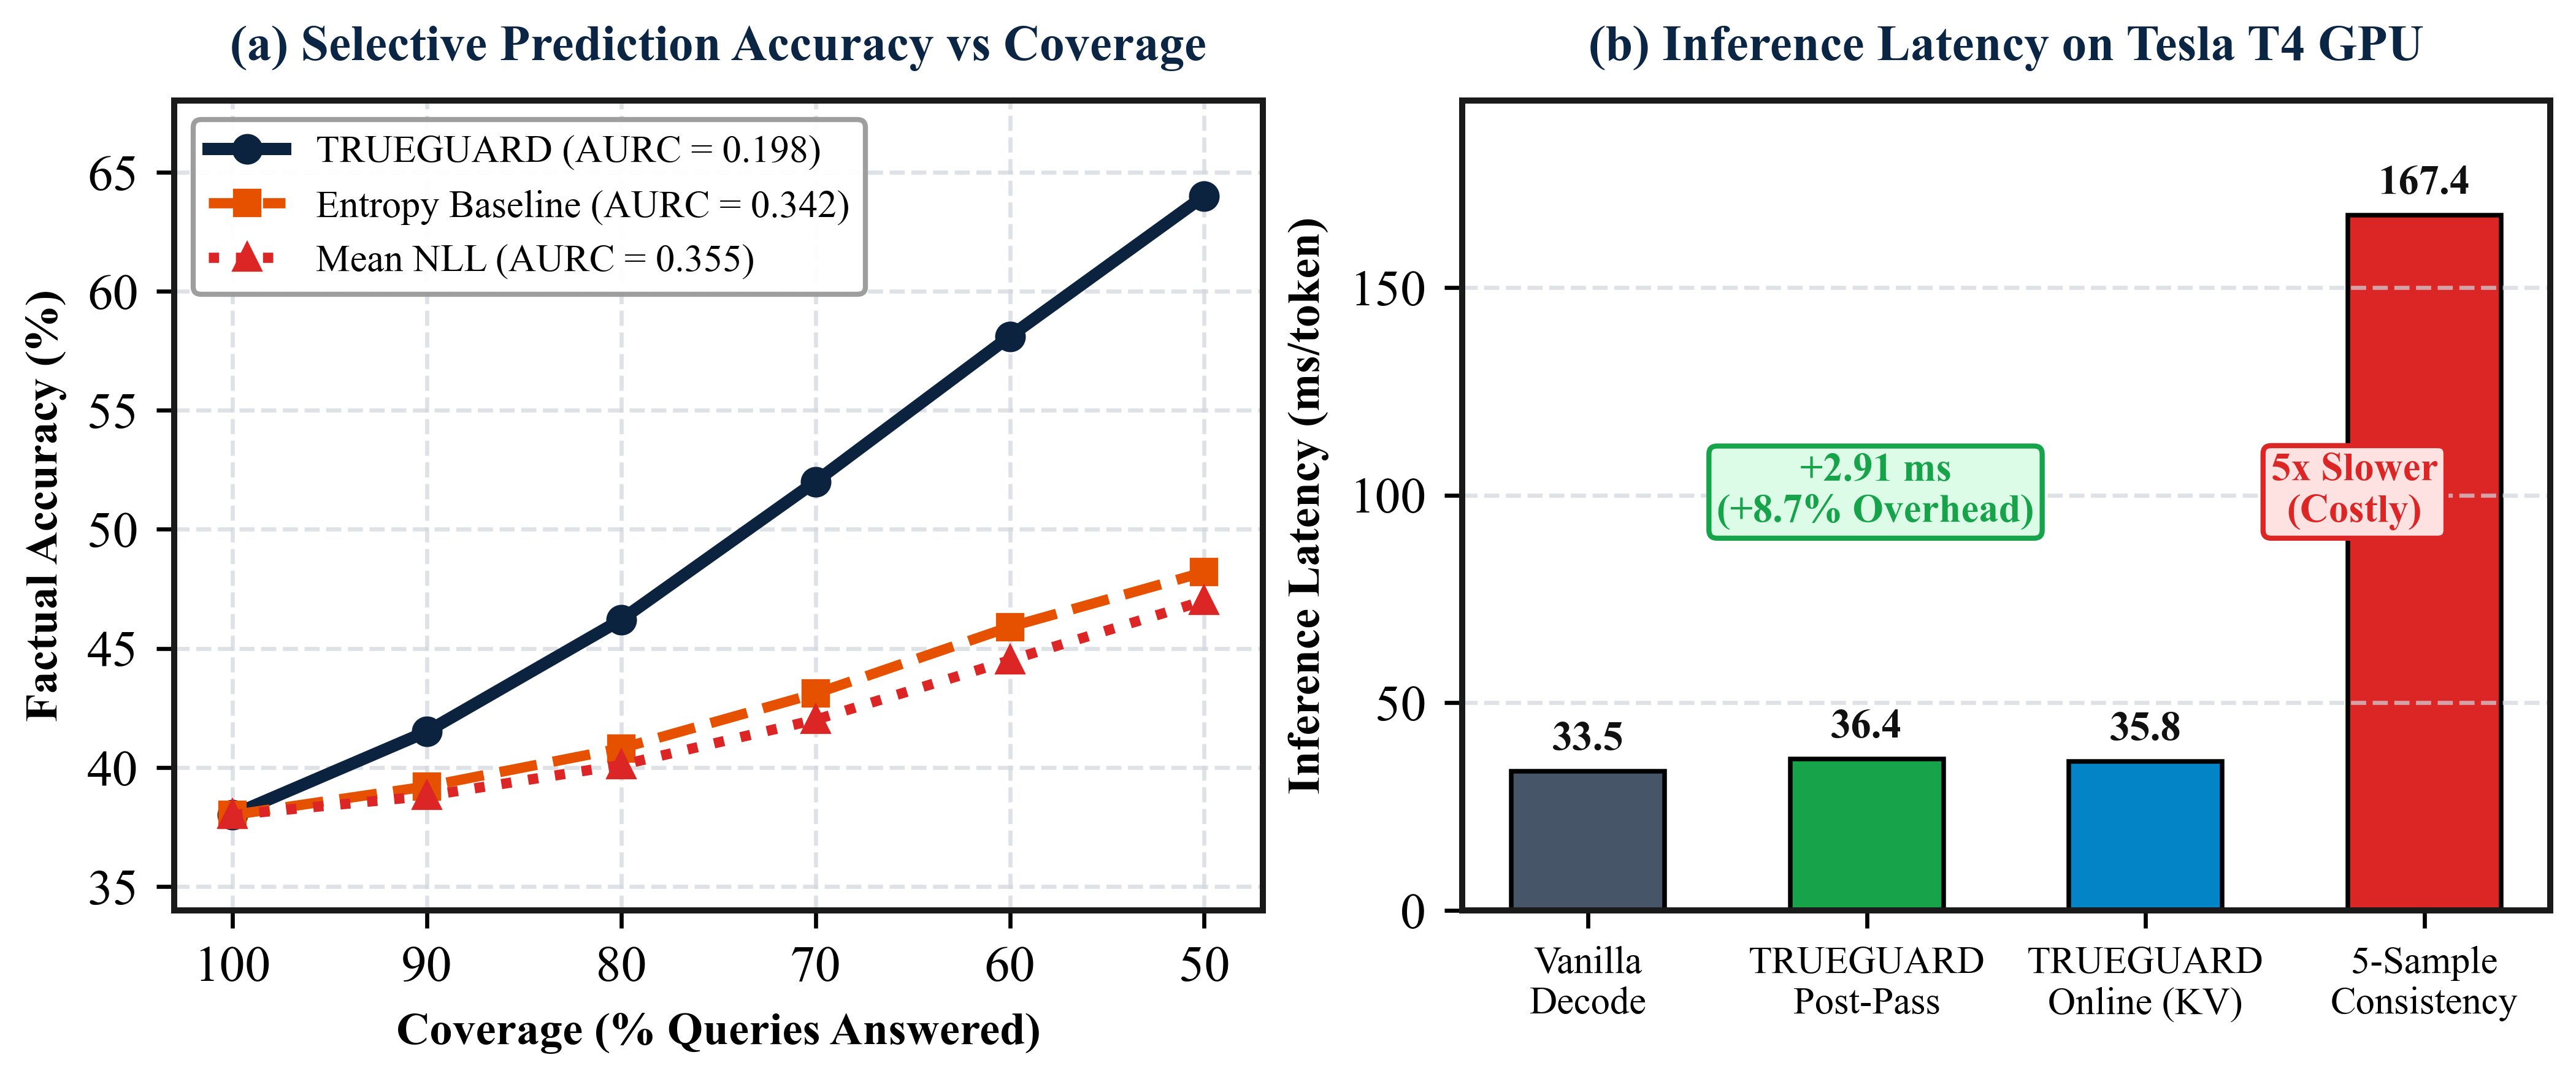 (a) Selective Prediction Accuracy vs Coverage
TRUEGUARD (AURC = 0.198)
Entropy Baseline (AURC = 0.342)
Mean NLL (AURC = 0.355)
Factual Accuracy (%)
65
60
55
50
45
40
35
100 90 80 70 60 50
Coverage (% Queries Answered)
(b) Inference Latency on Tesla T4 GPU
Inference Latency (ms/token)
150
100
50
0
33.5
36.4
35.8
167.4
+2.91 ms
(+8.7% Overhead)
5x Slower
(Costly)
Vanilla
Decode
TRUEGUARD
Post-Pass
TRUEGUARD
Online (KV)
5-Sample
Consistency